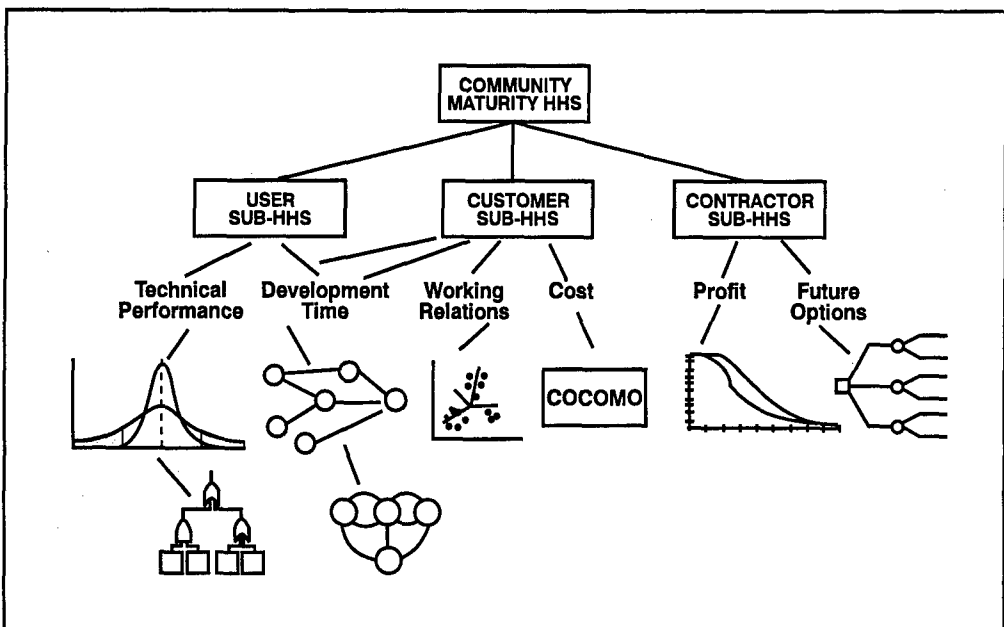 COMMUNITY
MATURITY HHS
USER
SUB-HHS
CUSTOMER
SUB-HHS
CONTRACTOR
SUB-HHS
Technical
Performance
Development
Time
Working
Relations
Cost
Profit
Future
Options
COCOMO